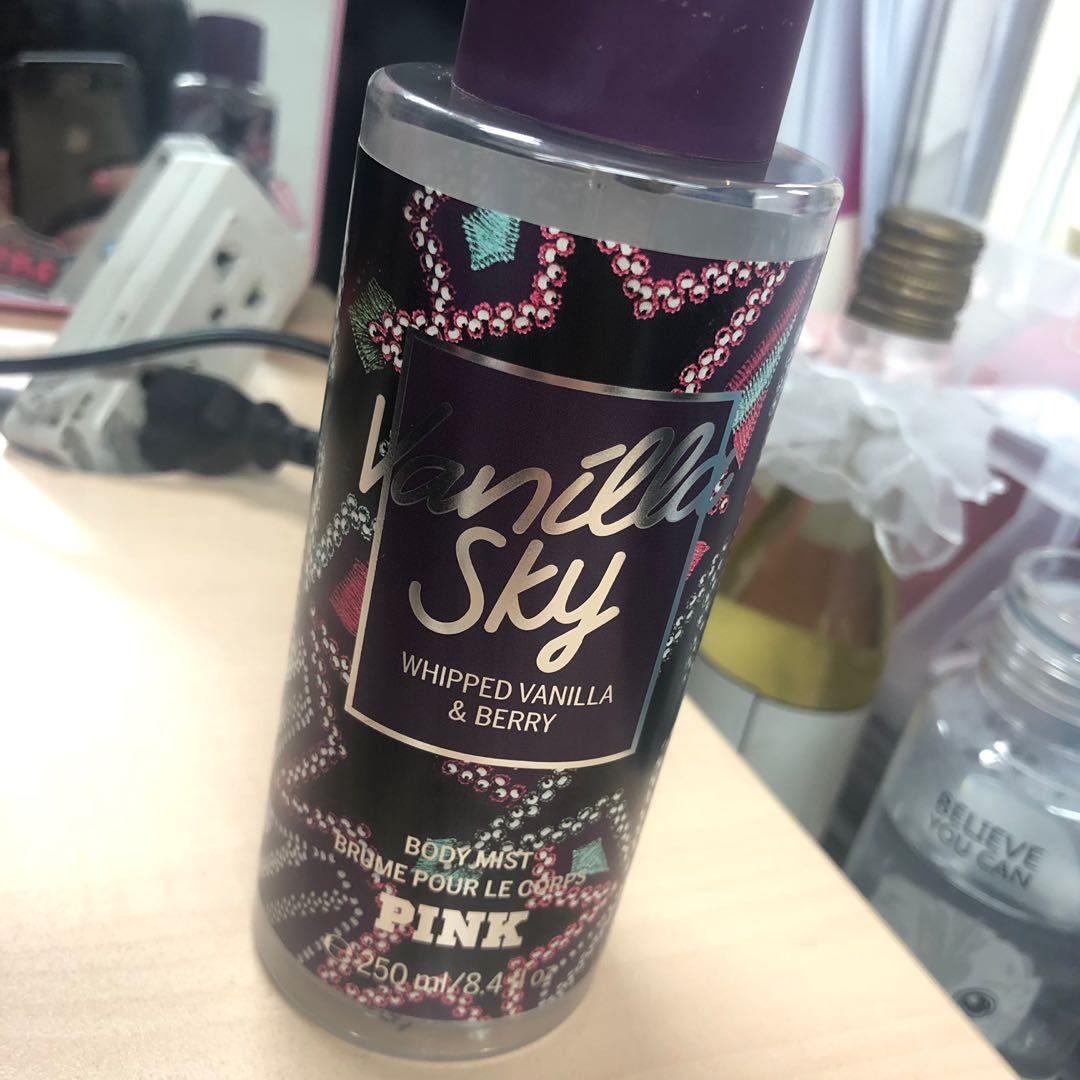 Vanilla
Sky
WHIPPED VANILLA
& BERRY
BODY MIST
BRUME POUR LE CORPS
PINK
℮ 250 ml/8.4 fl oz
BELIEVE
YOU CAN